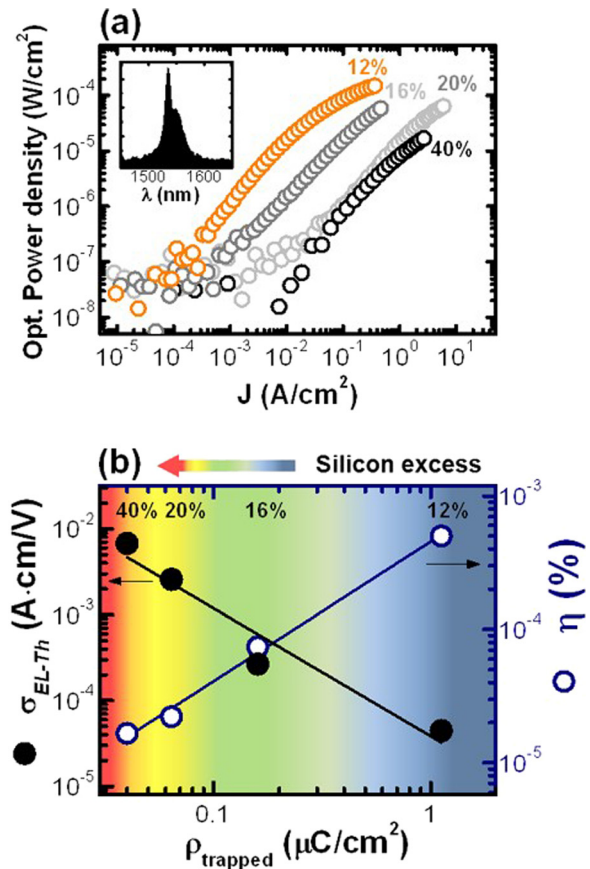 (a)
Opt. Power density (W/cm²)
10⁻⁴
10⁻⁵
10⁻⁶
10⁻⁷
10⁻⁸
12%
16%
20%
40%
1500 1600
λ (nm)
10⁻⁵ 10⁻⁴ 10⁻³ 10⁻² 10⁻¹ 10⁰ 10¹
J (A/cm²)
(b)
Silicon excess
40% 20% 16% 12%
σ_EL-Th (A·cm/V)
10⁻²
10⁻³
10⁻⁴
10⁻⁵
10⁻³
10⁻⁴
10⁻⁵
η (%)
0.1 1
ρ_trapped (μC/cm²)